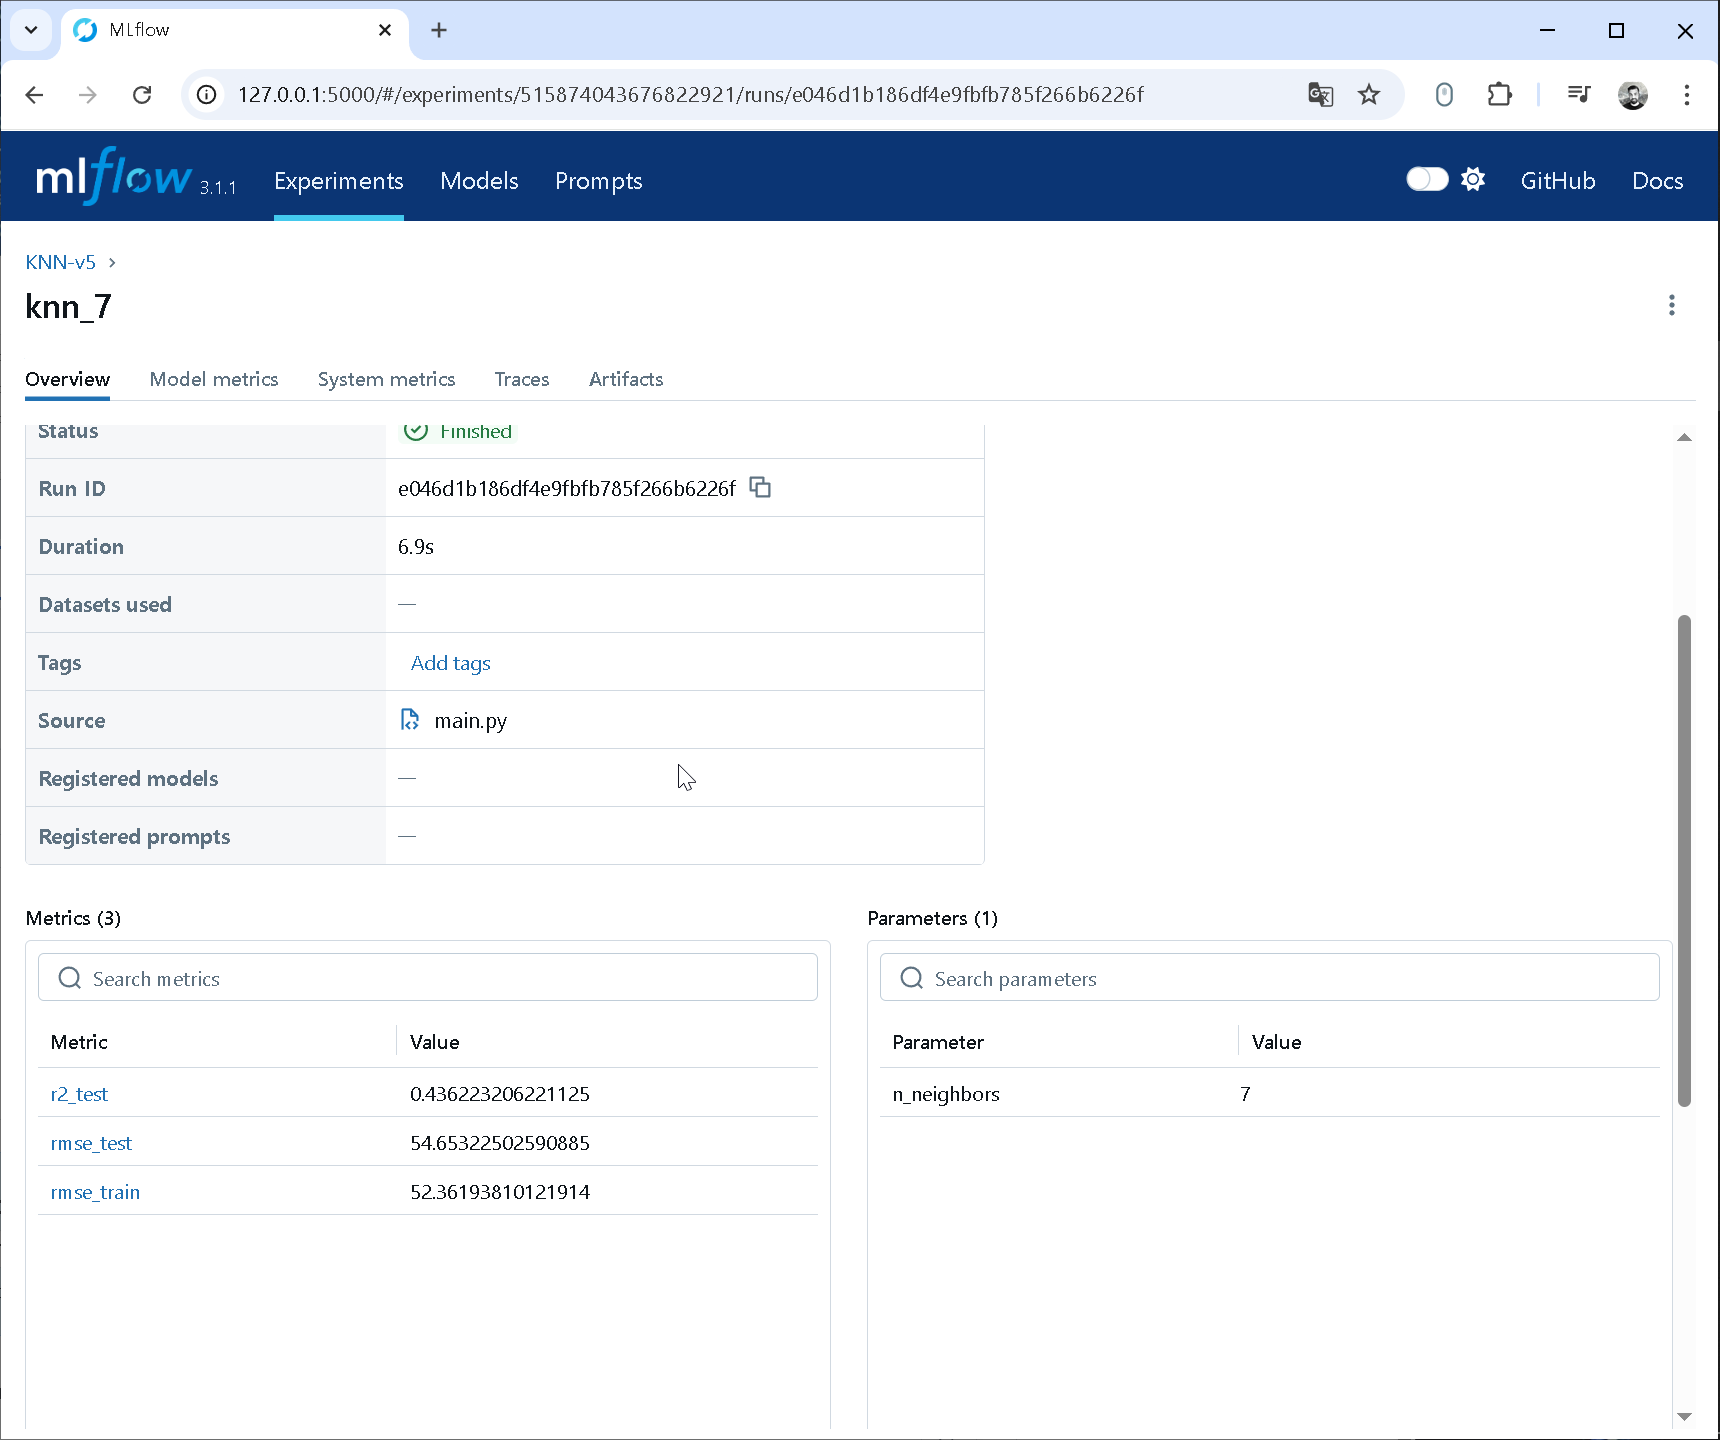 MLflow
127.0.0.1:5000/#/experiments/515874043676822921/runs/e046d1b186df4e9fbfb785f266b6226f
mlflow 3.1.1 Experiments Models Prompts GitHub Docs
KNN-v5
knn_7
Overview Model metrics System metrics Traces Artifacts
Status Finished
Run ID e046d1b186df4e9fbfb785f266b6226f
Duration 6.9s
Datasets used —
Tags Add tags
Source main.py
Registered models —
Registered prompts —
Metrics (3) Parameters (1)
Search metrics Search parameters
Metric Value Parameter Value
r2_test 0.436223206221125 n_neighbors 7
rmse_test 54.65322502590885
rmse_train 52.36193810121914